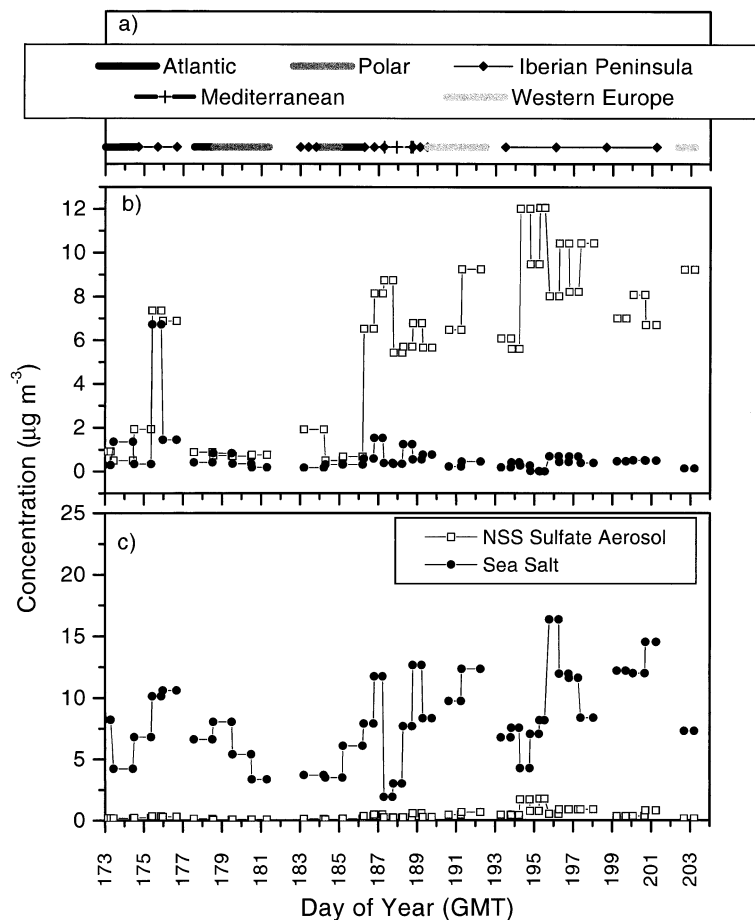 a)
Atlantic Polar Iberian Peninsula
Mediterranean Western Europe
b)
12
10
8
6
4
2
0
Concentration (µg m⁻³)
c)
NSS Sulfate Aerosol
Sea Salt
25
20
15
10
5
0
173 175 177 179 181 183 185 187 189 191 193 195 197 199 201 203
Day of Year (GMT)